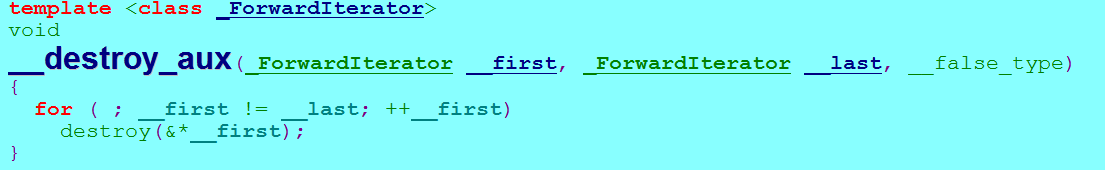 template <class _ForwardIterator>
void
__destroy_aux(_ForwardIterator __first, _ForwardIterator __last, __false_type)
{
  for ( ; __first != __last; ++__first)
    destroy(&*__first);
}